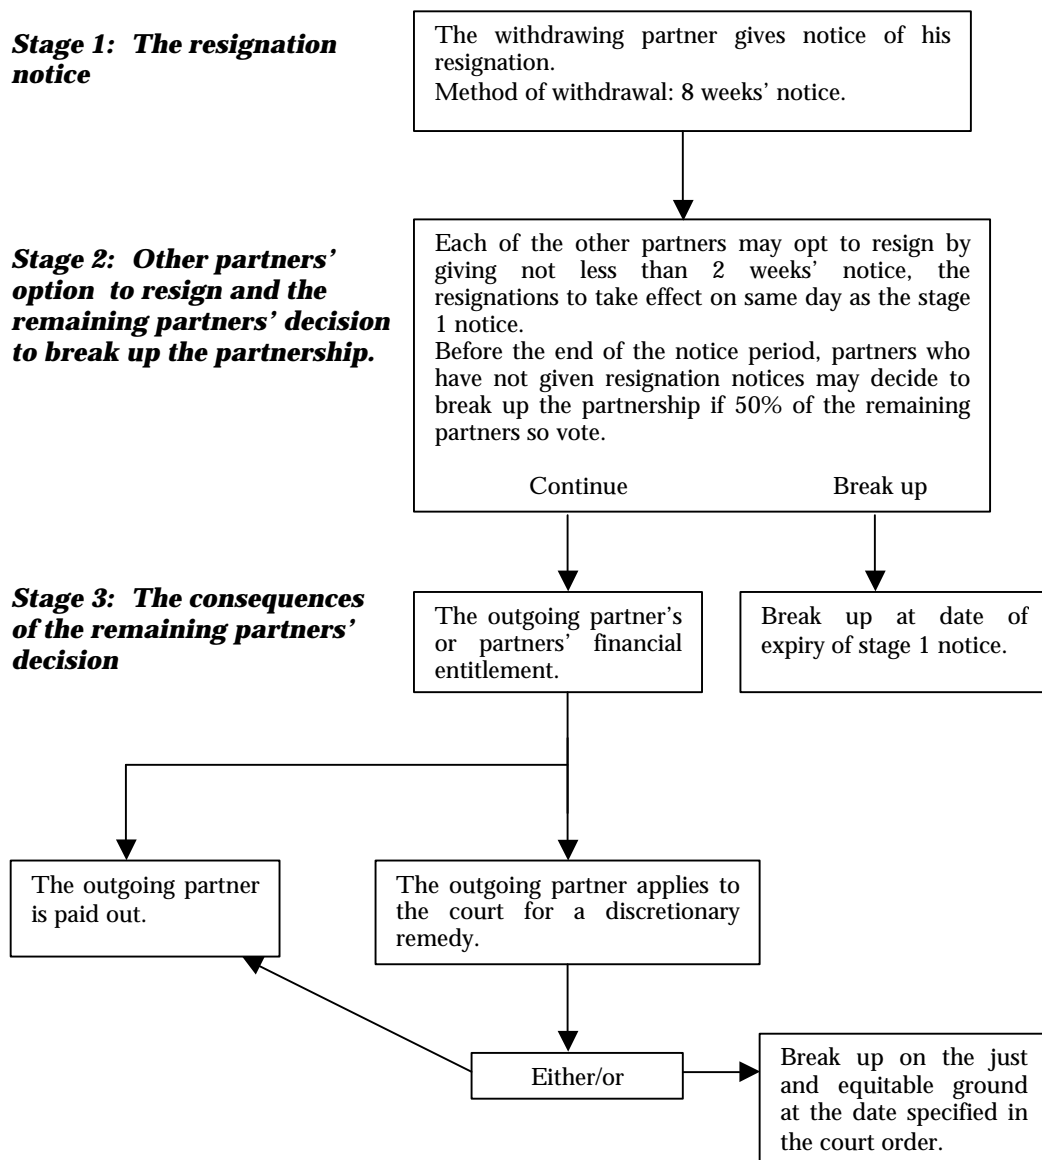 Stage 1: The resignation
notice
The withdrawing partner gives notice of his
resignation.
Method of withdrawal: 8 weeks' notice.
Stage 2: Other partners'
option to resign and the
remaining partners' decision
to break up the partnership.
Each of the other partners may opt to resign by
giving not less than 2 weeks' notice, the
resignations to take effect on same day as the stage
1 notice.
Before the end of the notice period, partners who
have not given resignation notices may decide to
break up the partnership if 50% of the remaining
partners so vote.
Continue
Break up
Stage 3: The consequences
of the remaining partners'
decision
The outgoing partner's
or partners' financial
entitlement.
Break up at date of
expiry of stage 1 notice.
The outgoing partner
is paid out.
The outgoing partner applies to
the court for a discretionary
remedy.
Either/or
Break up on the just
and equitable ground
at the date specified in
the court order.